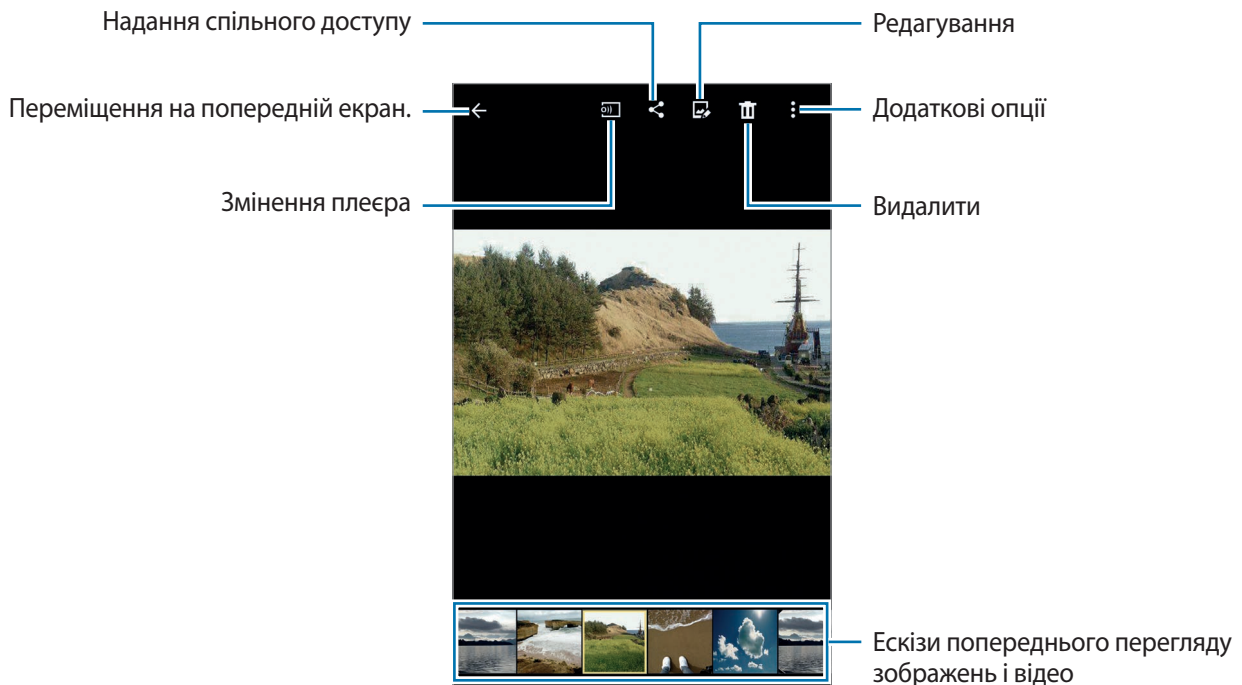 Надання спільного доступу
Редагування
Переміщення на попередній екран.
Додаткові опції
Змінення плеєра
Видалити
Ескізи попереднього перегляду
зображень і відео